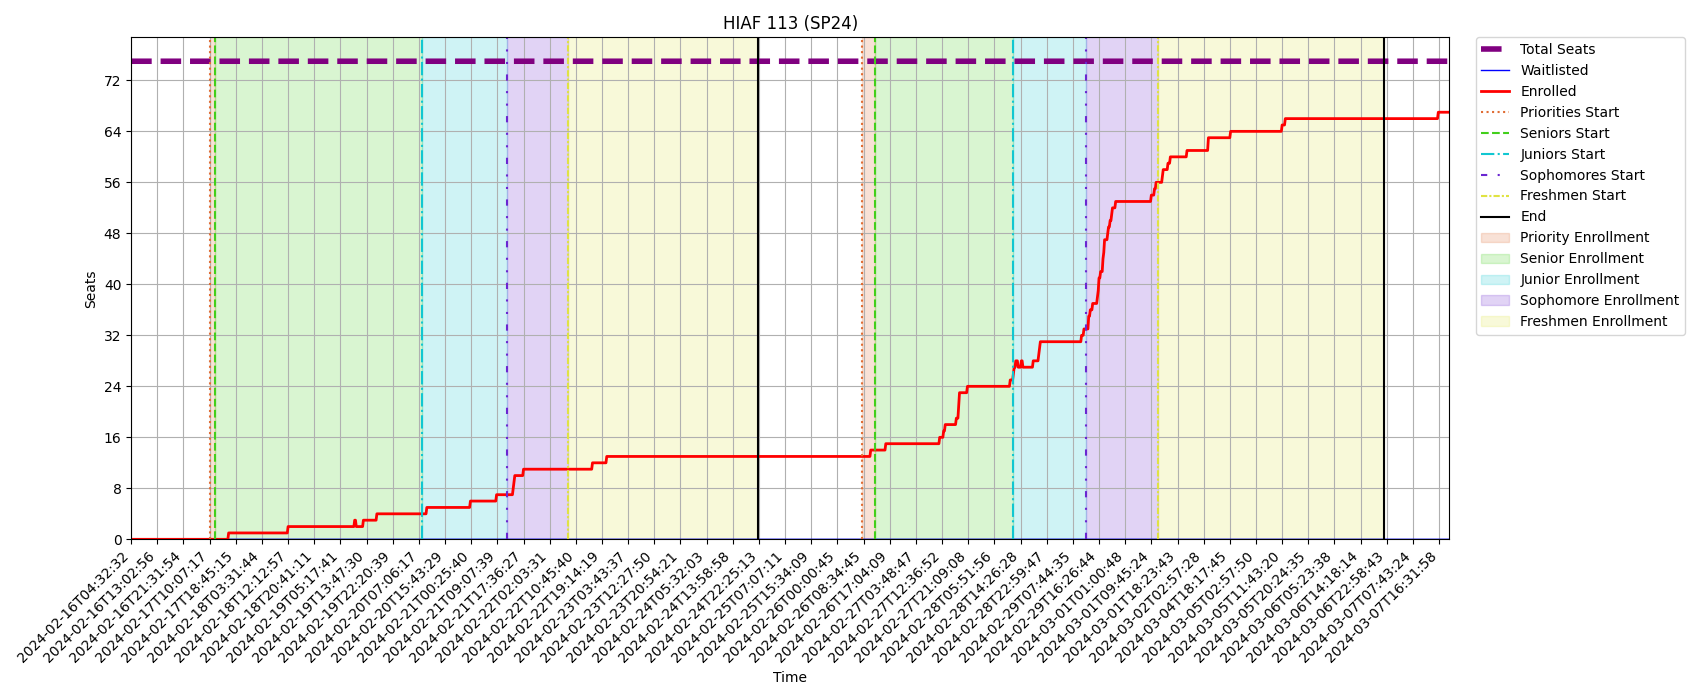 HIAF 113 (SP24)
Seats
72
64
56
48
40
32
24
16
8
0
2024-02-16T04:32:32
2024-02-16T13:02:56
2024-02-16T21:31:54
2024-02-17T10:07:17
2024-02-17T18:45:15
2024-02-18T03:31:44
2024-02-18T12:12:57
2024-02-18T20:41:11
2024-02-19T05:17:41
2024-02-19T13:47:30
2024-02-19T22:20:39
2024-02-20T07:06:17
2024-02-20T15:43:29
2024-02-21T00:25:40
2024-02-21T09:07:39
2024-02-21T17:36:27
2024-02-22T02:03:31
2024-02-22T10:45:40
2024-02-22T19:14:19
2024-02-23T03:43:37
2024-02-23T12:27:50
2024-02-23T20:54:21
2024-02-24T05:32:03
2024-02-24T13:58:58
2024-02-24T22:25:13
2024-02-25T07:07:11
2024-02-25T15:34:09
2024-02-26T00:00:45
2024-02-26T08:34:45
2024-02-26T17:04:09
2024-02-27T03:48:47
2024-02-27T12:36:52
2024-02-27T21:09:08
2024-02-28T05:51:56
2024-02-28T14:26:28
2024-02-28T22:59:47
2024-02-29T07:44:35
2024-02-29T16:26:44
2024-03-01T01:00:48
2024-03-01T09:45:24
2024-03-01T18:23:43
2024-03-02T02:57:28
2024-03-04T18:17:45
2024-03-05T02:57:50
2024-03-05T11:43:20
2024-03-05T20:24:35
2024-03-06T05:23:38
2024-03-06T14:18:14
2024-03-06T22:58:43
2024-03-07T07:43:24
2024-03-07T16:31:58
Time
Total Seats
Waitlisted
Enrolled
Priorities Start
Seniors Start
Juniors Start
Sophomores Start
Freshmen Start
End
Priority Enrollment
Senior Enrollment
Junior Enrollment
Sophomore Enrollment
Freshmen Enrollment